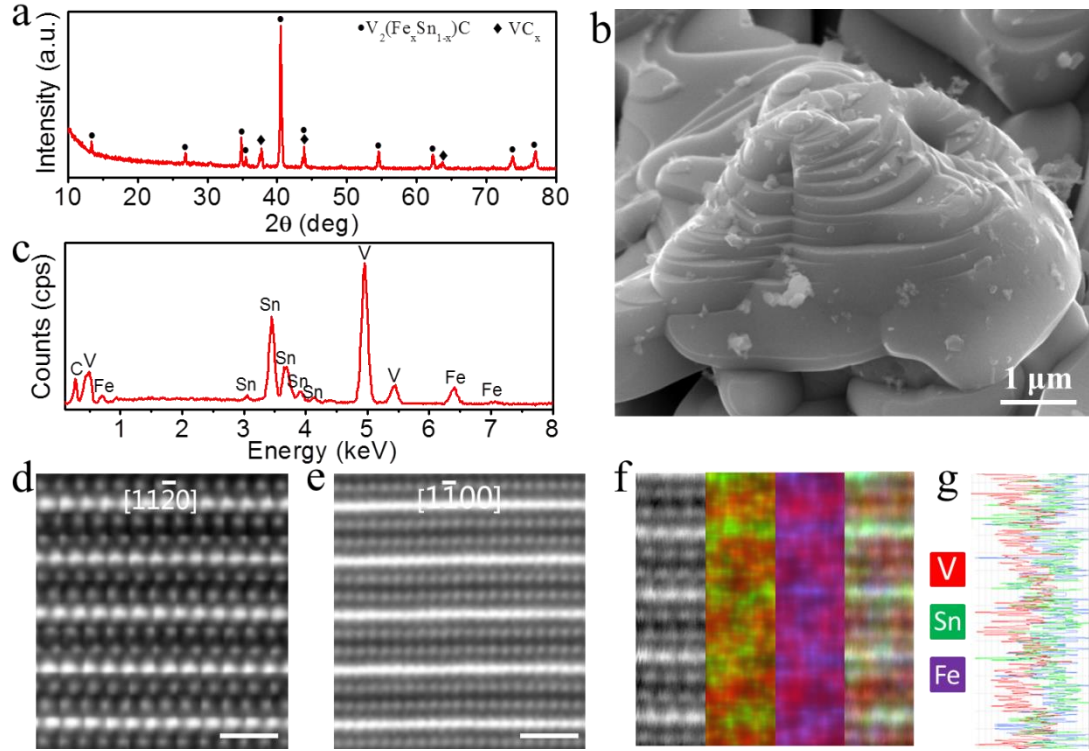 a
Intensity (a.u.)
● V₂(FeₓSn₁₋ₓ)C ◆ VCₓ
10 20 30 40 50 60 70 80
2θ (deg)
b
1 μm
c
Counts (cps)
C V Fe Sn Sn Sn Sn Sn V V Fe Fe
1 2 3 4 5 6 7 8
Energy (keV)
d
[112̄0]
e
[11̄00]
f
g
V
Sn
Fe